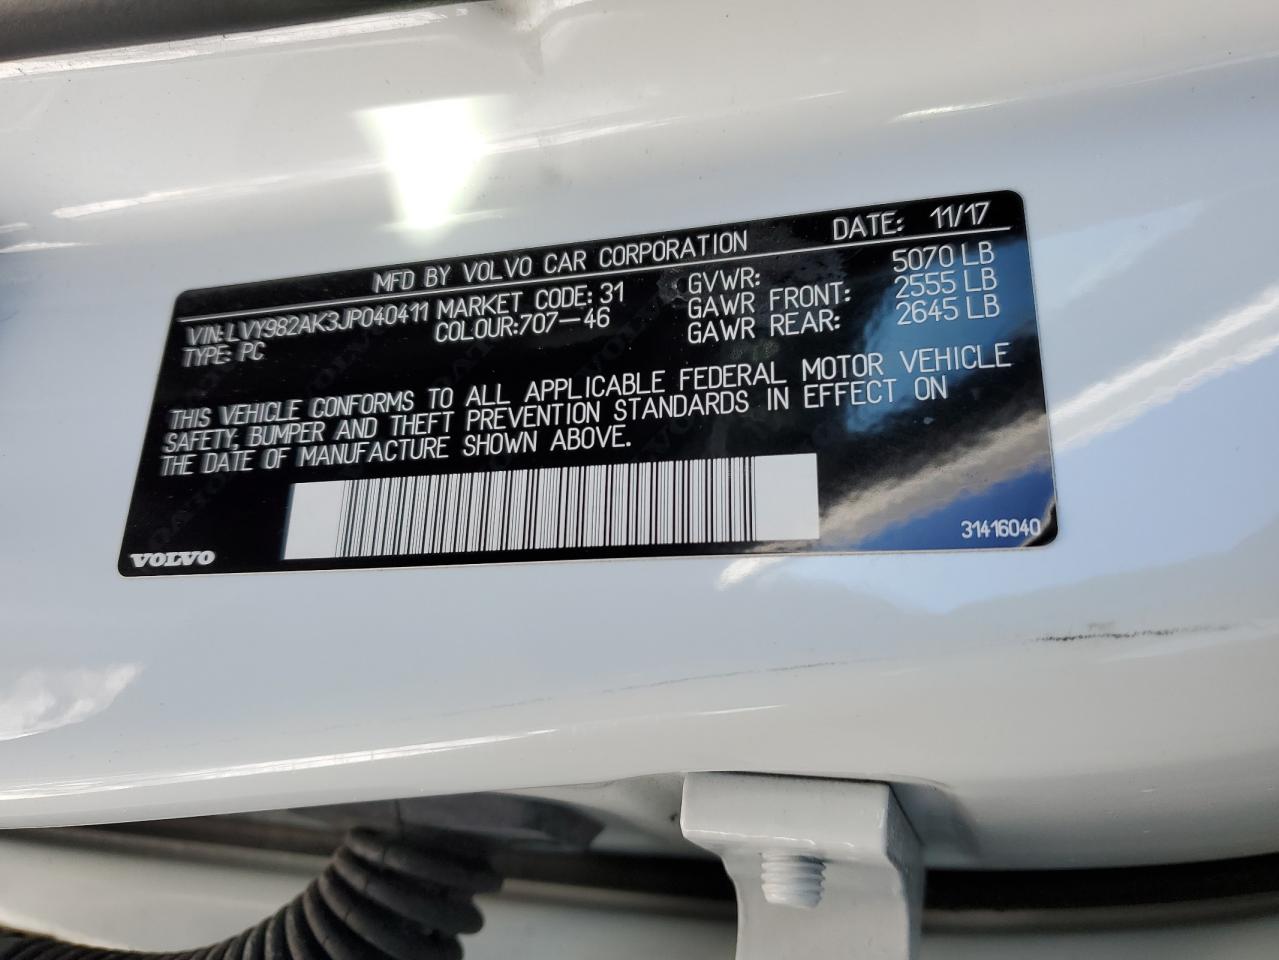 MFD BY VOLVO CAR CORPORATION DATE: 11/17
VIN:LVY982AK3JP040411 MARKET CODE: 31 GVWR: 5070 LB
TYPE: PC COLOUR:707-46 GAWR FRONT: 2555 LB
GAWR REAR: 2645 LB
THIS VEHICLE CONFORMS TO ALL APPLICABLE FEDERAL MOTOR VEHICLE
SAFETY, BUMPER AND THEFT PREVENTION STANDARDS IN EFFECT ON
THE DATE OF MANUFACTURE SHOWN ABOVE.
VOLVO 31416040